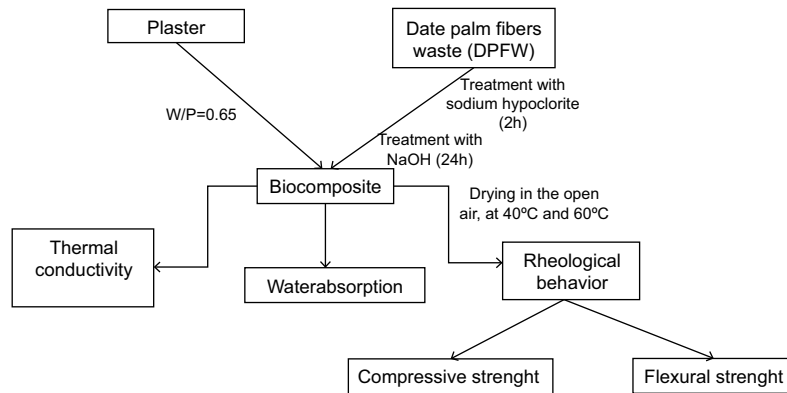 Plaster
Date palm fibers
waste (DPFW)
Treatment with
sodium hypoclorite
(2h)
W/P=0.65
Treatment with
NaOH (24h)
Biocomposite
Drying in the open
air, at 40ºC and 60ºC
Thermal
conductivity
Waterabsorption
Rheological
behavior
Compressive strenght
Flexural strenght